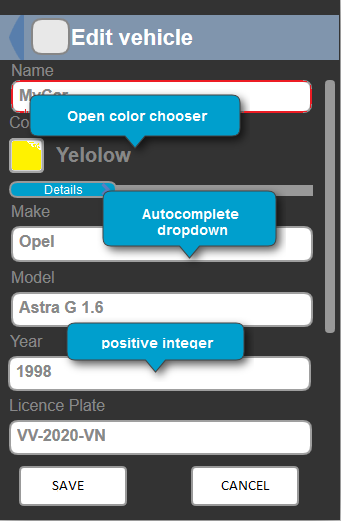 Edit vehicle
Name
MyCar
Open color chooser
Co
Yelolow
Details
Make
Autocomplete
dropdown
Opel
Model
Astra G 1.6
Year
positive integer
1998
Licence Plate
VV-2020-VN
SAVE CANCEL